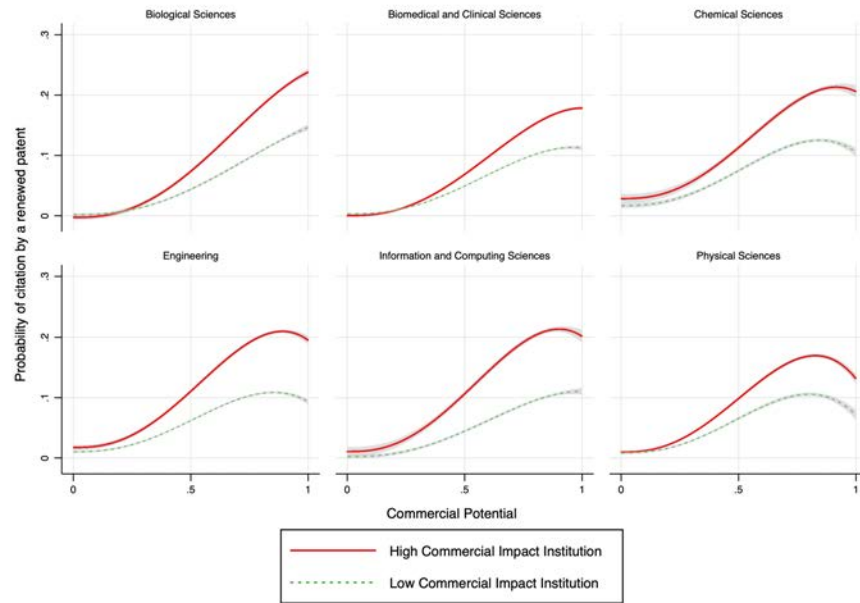 Biological Sciences
Biomedical and Clinical Sciences
Chemical Sciences
.3
.2
.1
0
Engineering
Information and Computing Sciences
Physical Sciences
.3
.2
.1
0
0
.5
1
0
.5
1
0
.5
1
Probability of citation by a renewed patent
Commercial Potential
High Commercial Impact Institution
Low Commercial Impact Institution